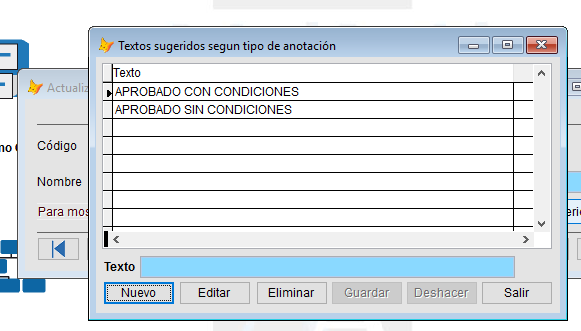 Textos sugeridos segun tipo de anotación
Texto
APROBADO CON CONDICIONES
APROBADO SIN CONDICIONES
Texto
Nuevo Editar Eliminar Guardar Deshacer Salir
Actualiz
Código
Nombre
Para mos